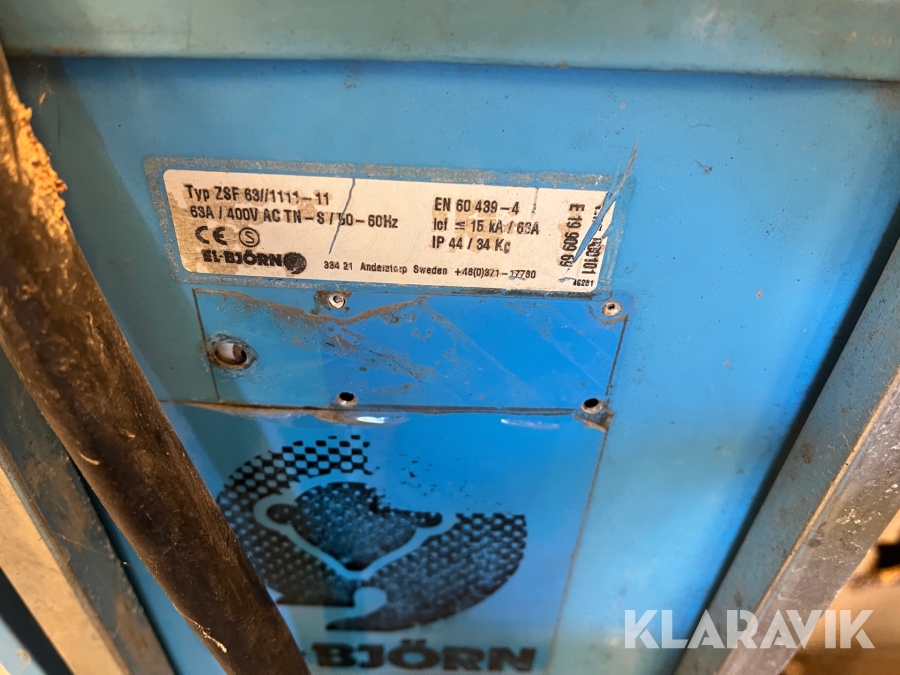 Typ ZSF 63//1111-11
63A / 400V AC TN-S / 50-60Hz
CE S
EL-BJÖRN
334 21 Anderstorp Sweden +46(0)371-17780
EN 60 439-4
Icf = 15 kA / 63A
IP 44 / 34 Kg
E 19 909 69
46281
-BJÖRN
KLARAVIK